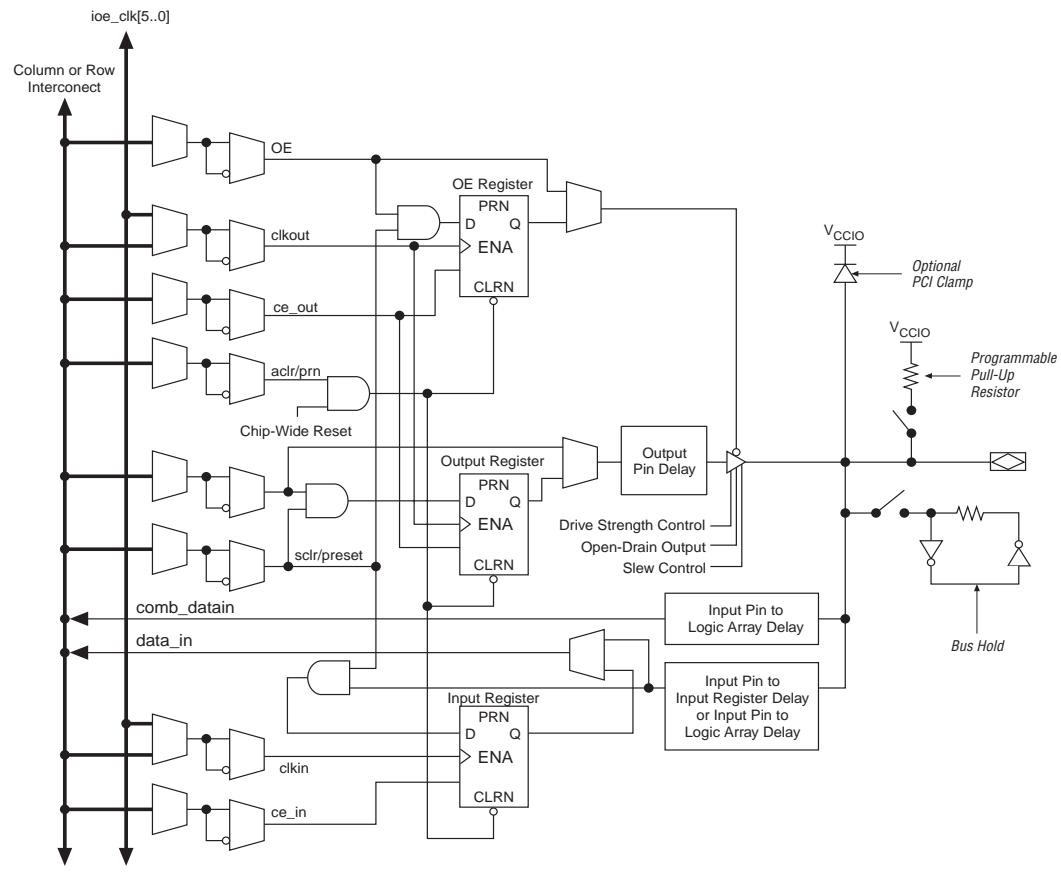 ioe_clk[5..0]
Column or Row
Interconect
OE
OE Register
PRN
D
Q
ENA
CLRN
clkout
ce_out
aclr/prn
Chip-Wide Reset
VCCIO
Optional
PCI Clamp
VCCIO
Programmable
Pull-Up
Resistor
Output Register
PRN
D
Q
ENA
CLRN
Output
Pin Delay
Drive Strength Control
Open-Drain Output
Slew Control
sclr/preset
comb_datain
data_in
Input Pin to
Logic Array Delay
Bus Hold
Input Pin to
Input Register Delay
or Input Pin to
Logic Array Delay
Input Register
PRN
D
Q
ENA
CLRN
clkin
ce_in